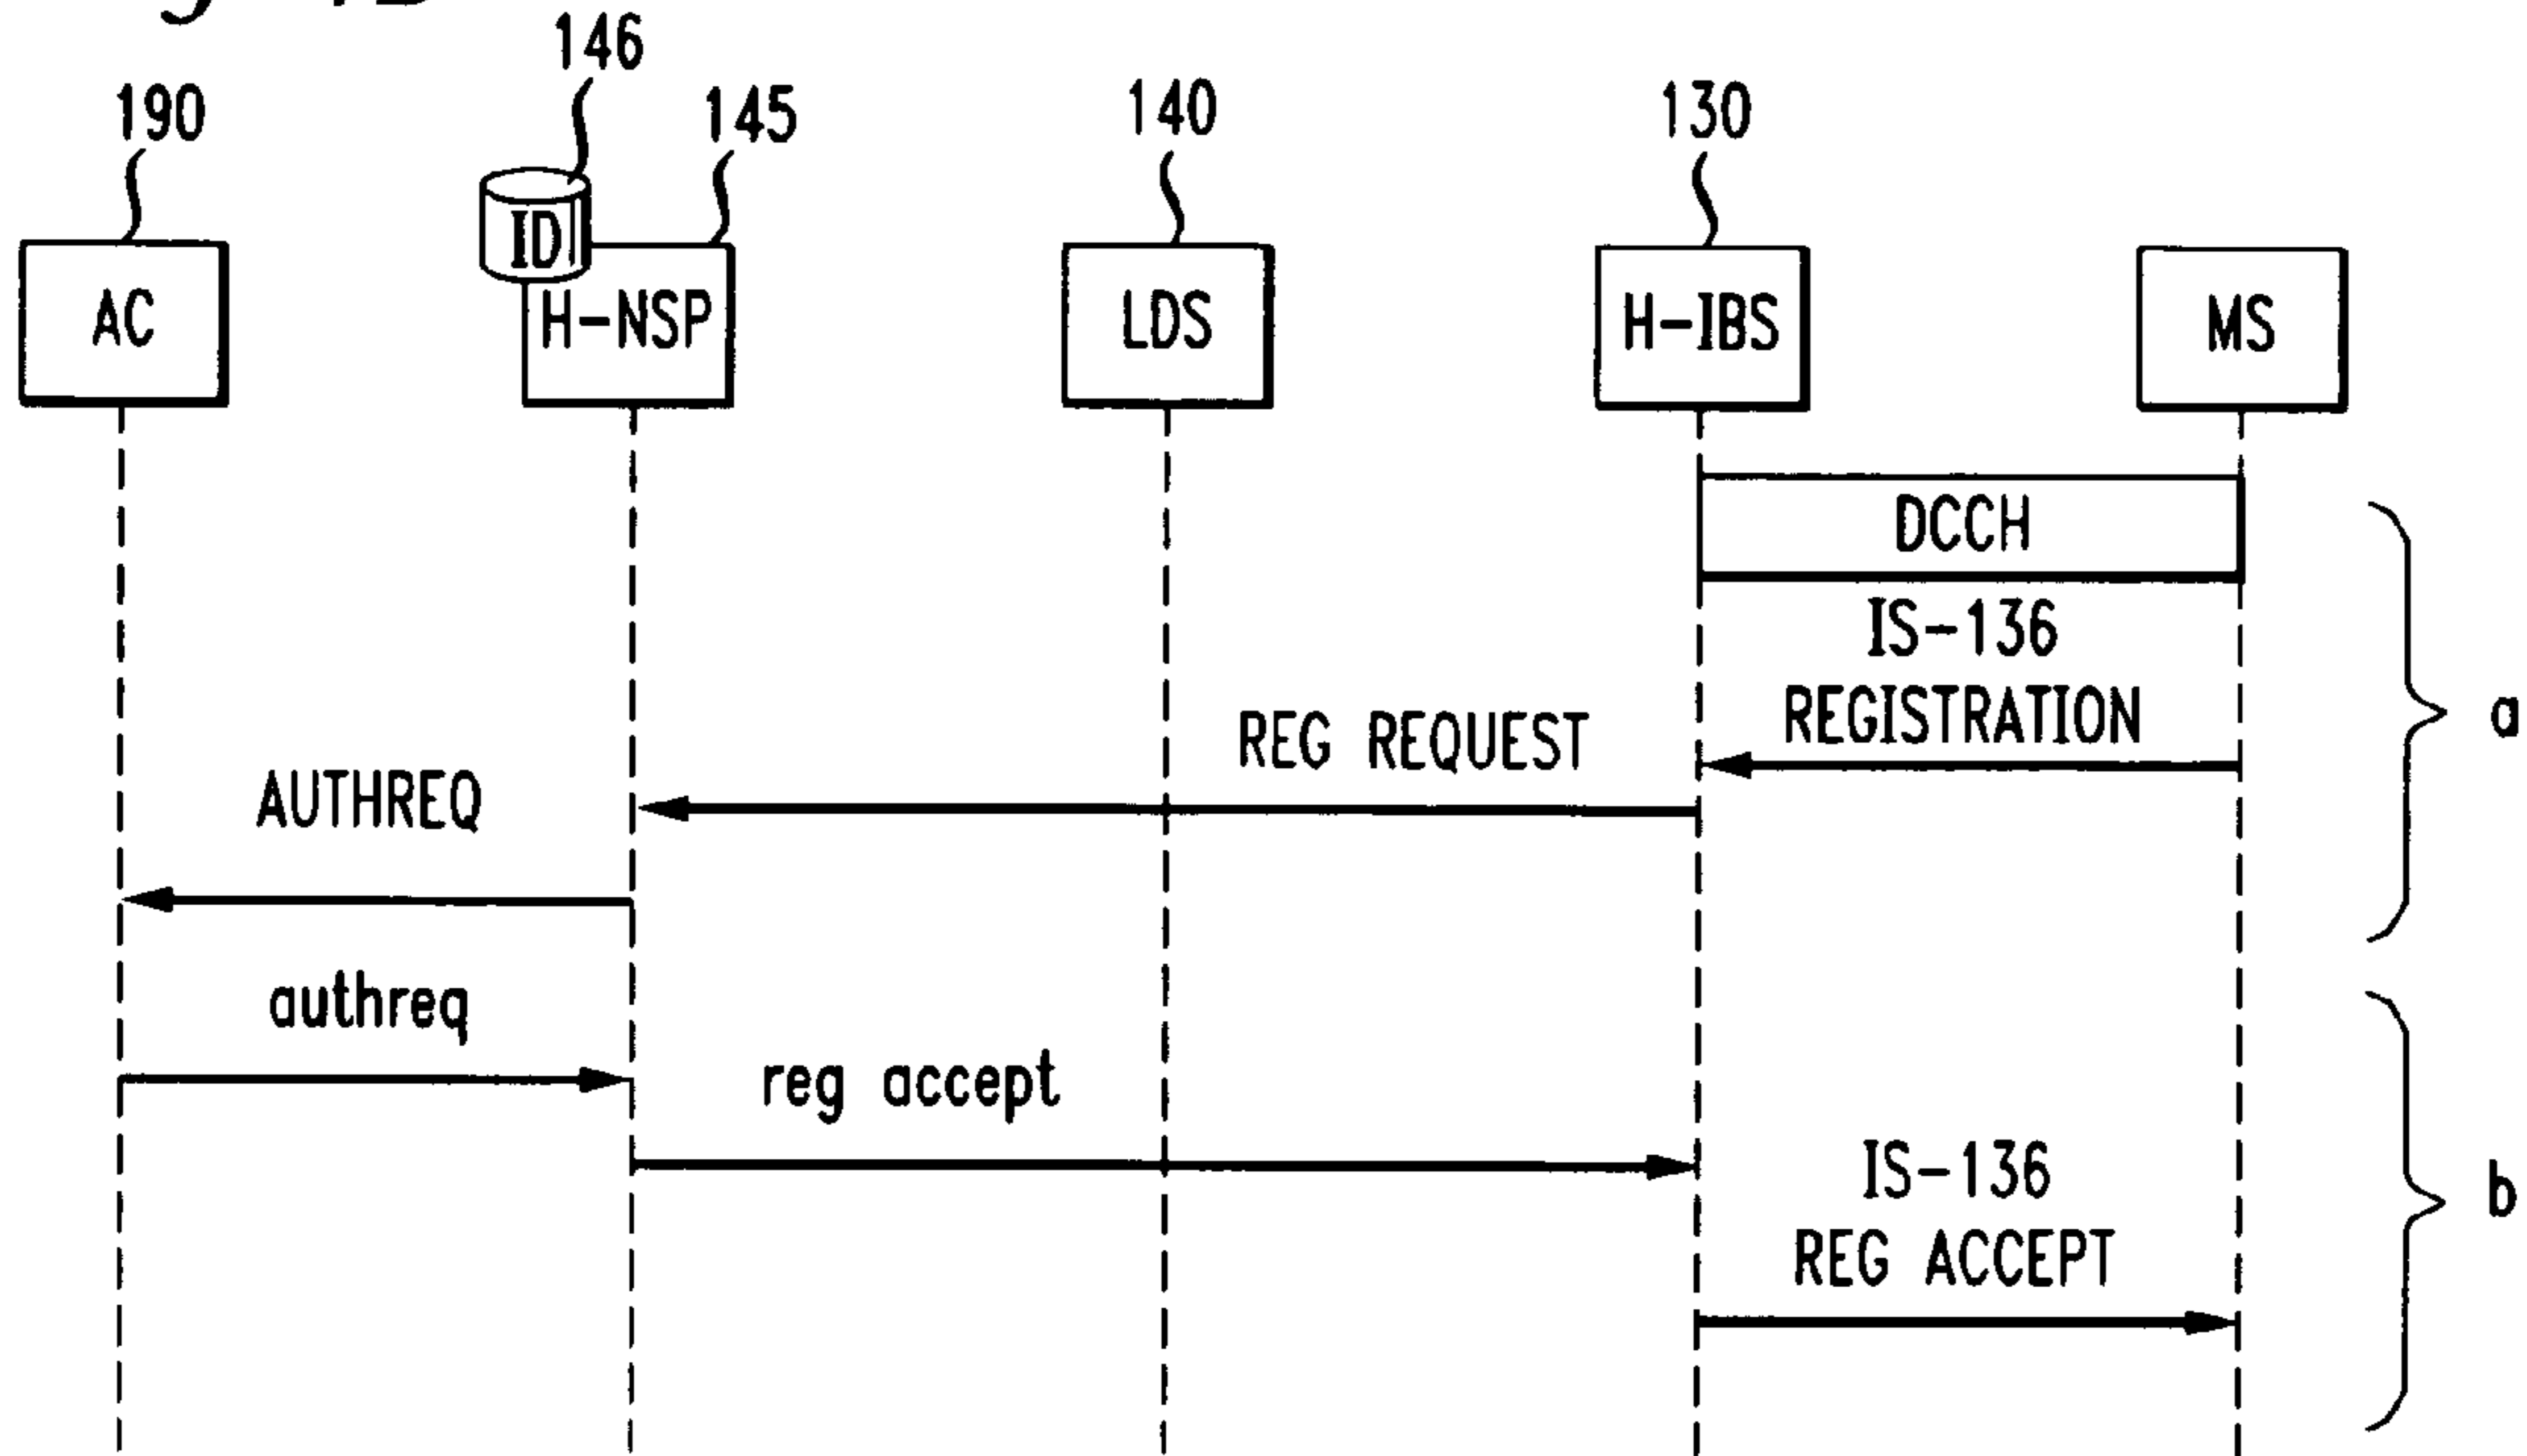 146
190
145
140
130
ID
AC
H-NSP
LDS
H-IBS
MS
DCCH
IS-136
REGISTRATION
REG REQUEST
a
AUTHREQ
authreq
reg accept
IS-136
REG ACCEPT
b